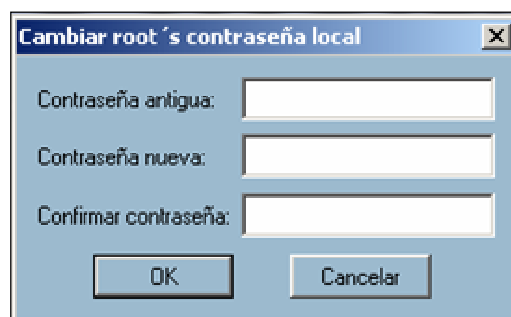 Cambiar root´s contraseña local
Contraseña antigua:
Contraseña nueva:
Confirmar contraseña:
OK Cancelar